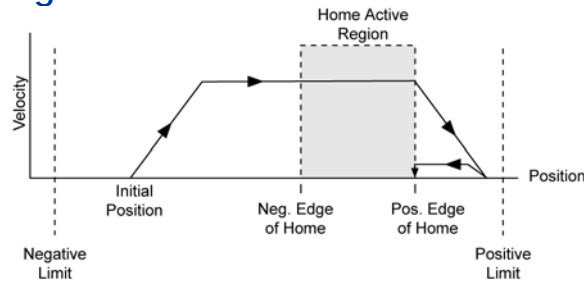 Home Active
Region
Velocity
Position
Initial
Position
Neg. Edge
of Home
Pos. Edge
of Home
Negative
Limit
Positive
Limit